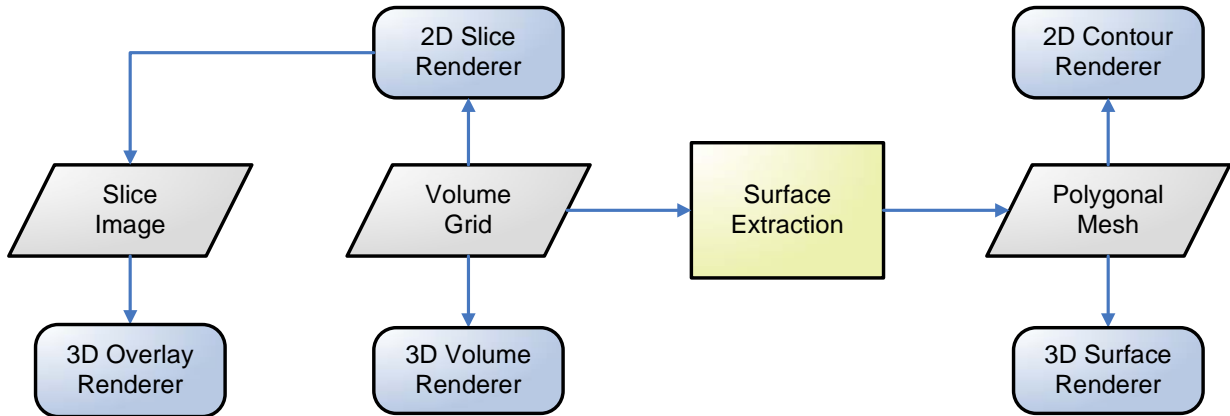 2D Slice
Renderer
2D Contour
Renderer
Slice
Image
Volume
Grid
Surface
Extraction
Polygonal
Mesh
3D Overlay
Renderer
3D Volume
Renderer
3D Surface
Renderer